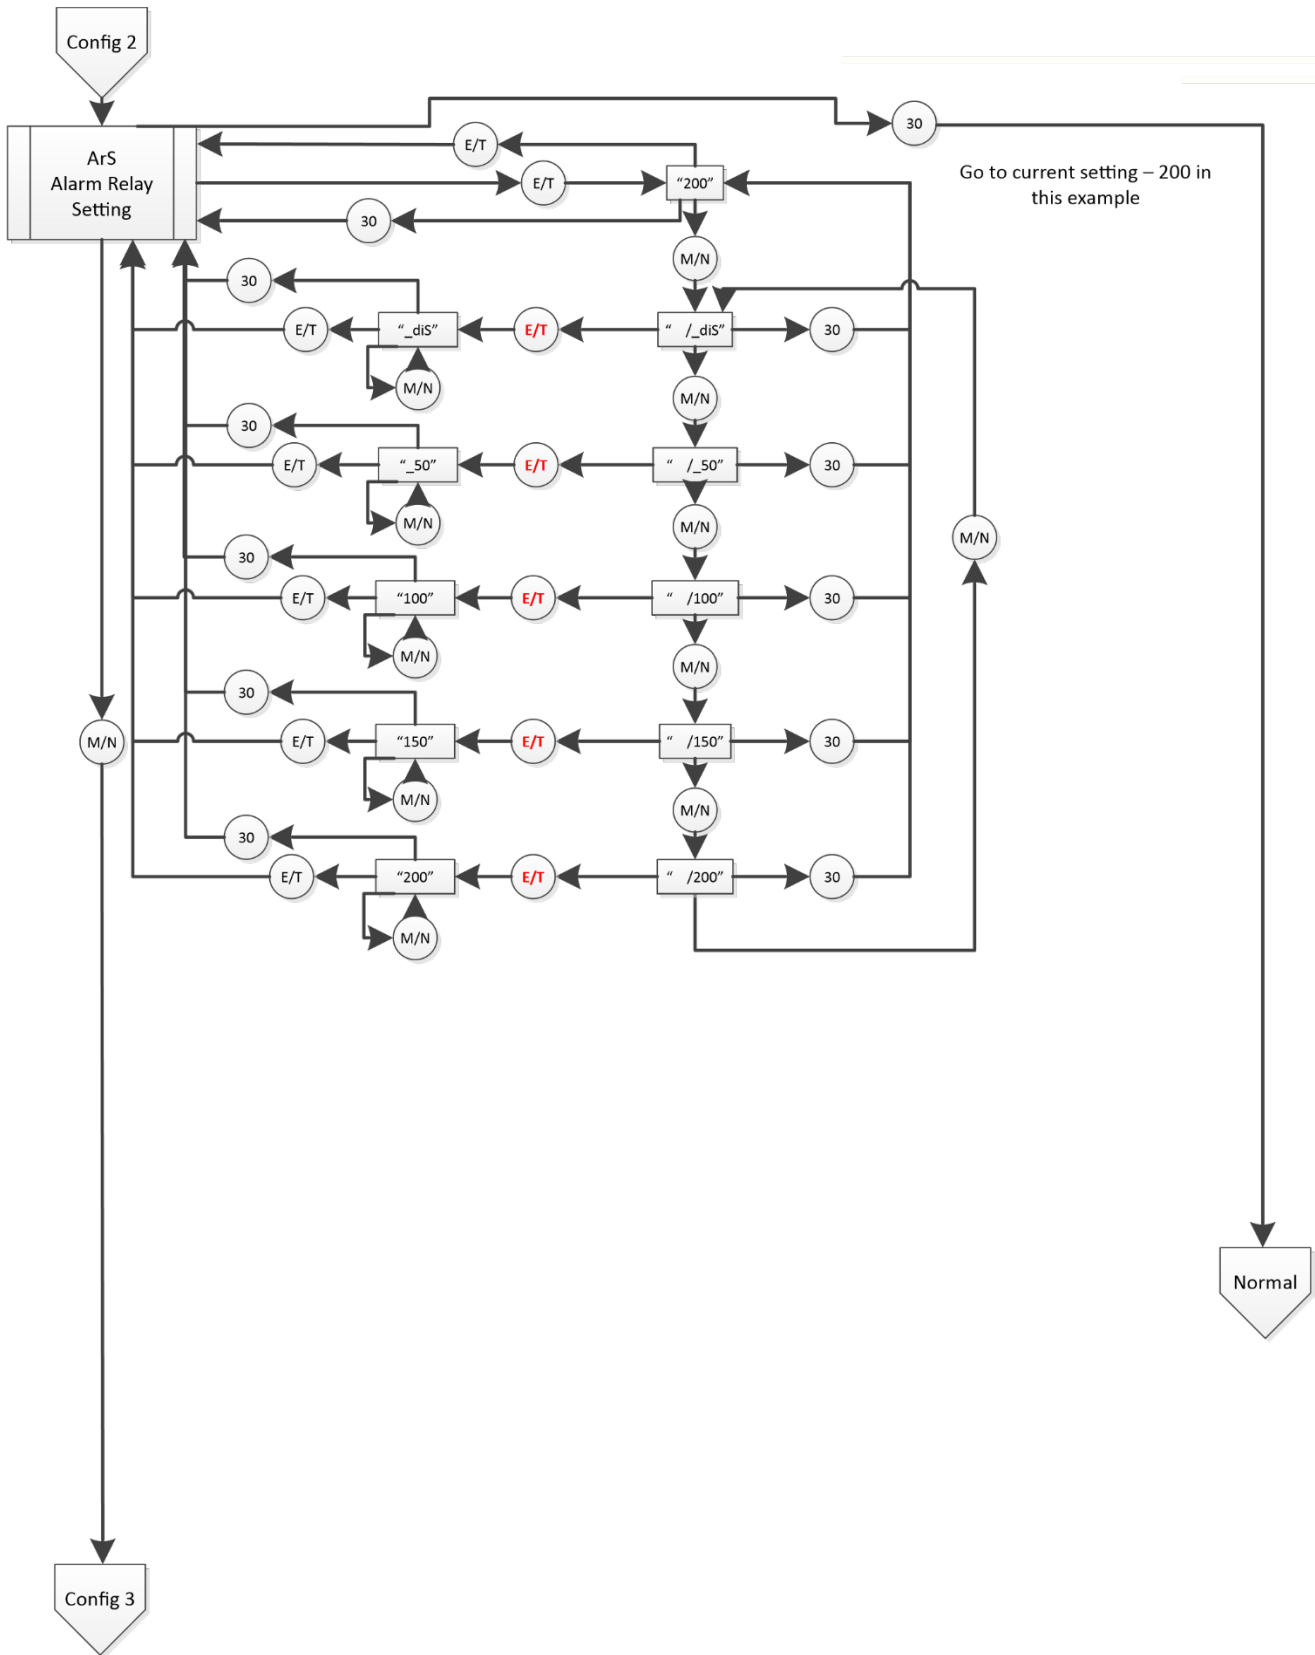 Config 2
30
ArS
Alarm Relay
Setting
E/T
E/T
“200”
Go to current setting – 200 in
this example
30
M/N
30
E/T
“_diS”
E/T
“ /_diS”
30
M/N
M/N
30
E/T
“_50”
E/T
“ /_50”
30
M/N
M/N
M/N
30
E/T
“100”
E/T
“ /100”
30
M/N
M/N
30
M/N
E/T
“150”
E/T
“ /150”
30
M/N
M/N
30
E/T
“200”
E/T
“ /200”
30
M/N
Normal
Config 3